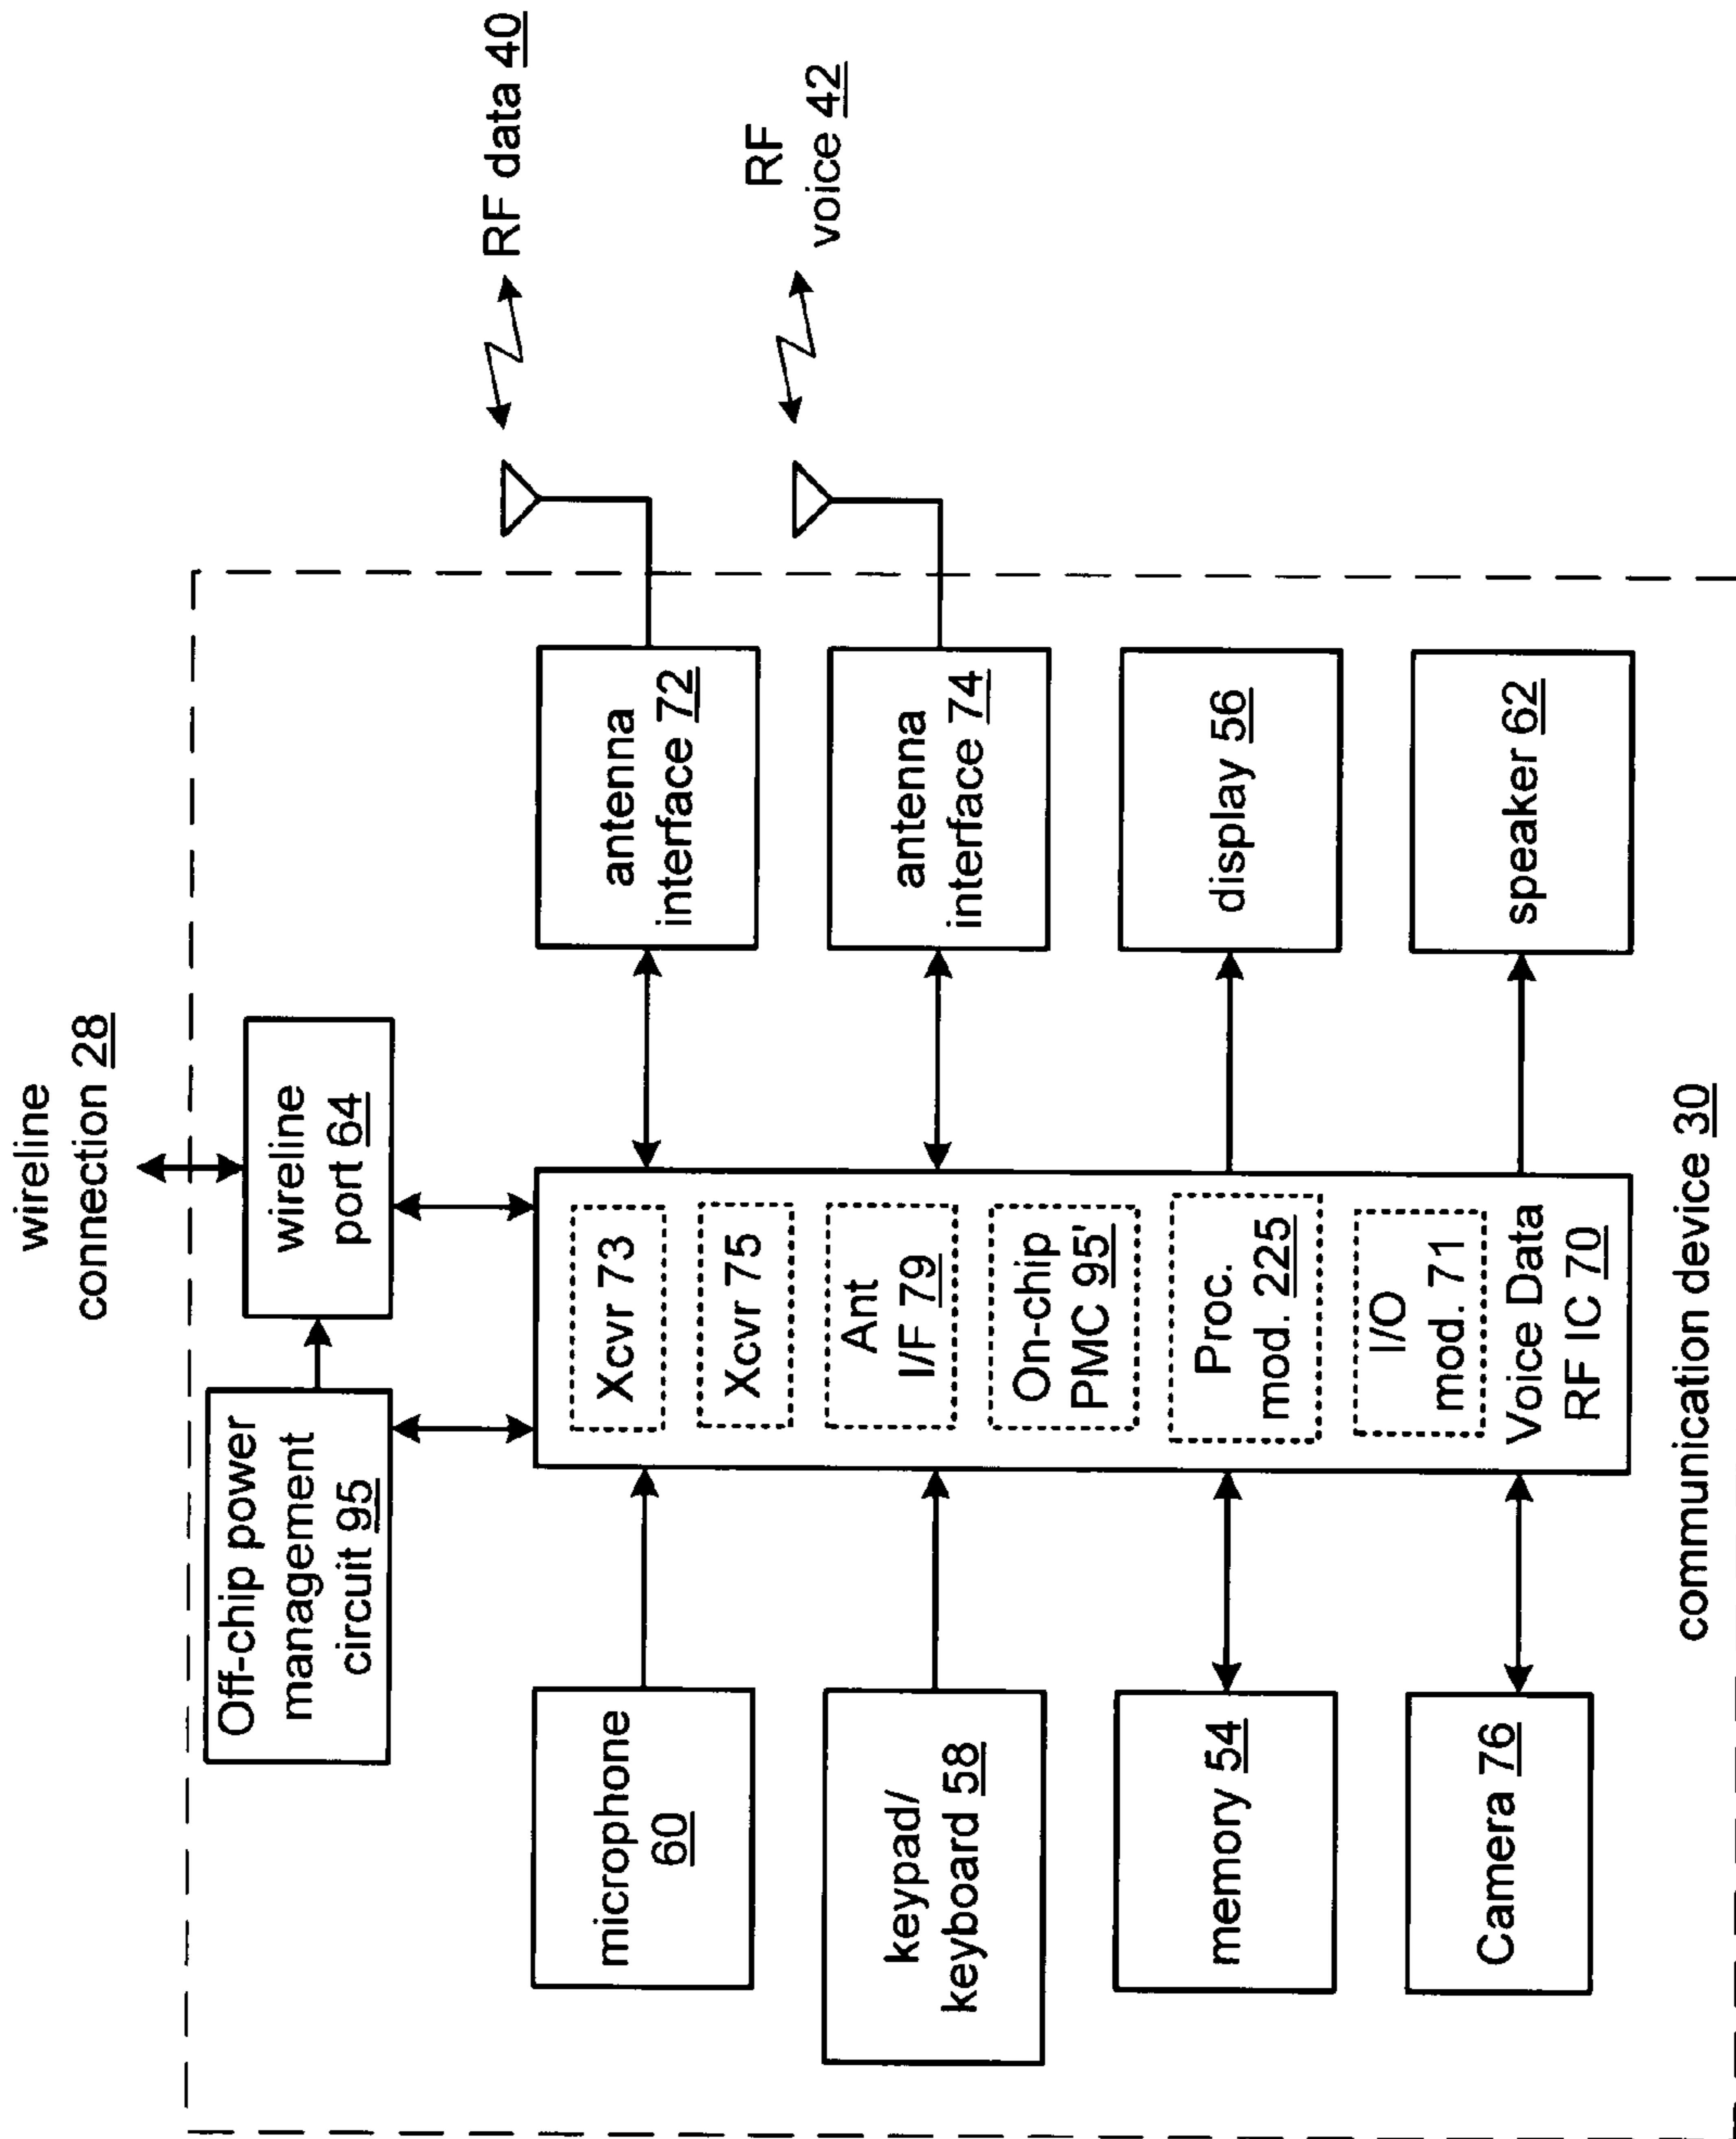 wireline
connection 28
Off-chip power
management
circuit 95
wireline
port 64
RF data 40
RF
voice 42
microphone
60
keypad/
keyboard 58
memory 54
Camera 76
Xcvr 73
Xcvr 75
Ant
I/F 79
On-chip
PMC 95'
Proc.
mod. 225
I/O
mod. 71
Voice Data
RF IC 70
antenna
interface 72
antenna
interface 74
display 56
speaker 62
communication device 30